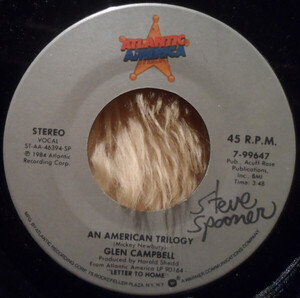 ATLANTIC
AMERICA
STEREO
VOCAL
ST-AA-46394-SP
℗ 1984 Atlantic
Recording Corp.
45 R.P.M.
7-99647
Pub., Acuff-Rose
Publications,
Inc., BMI
Time: 3:48
Steve
Spooner
AN AMERICAN TRILOGY
(Mickey Newbury)
GLEN CAMPBELL
Produced by Harold Shedd
From Atlantic America LP 90164
"LETTER TO HOME"